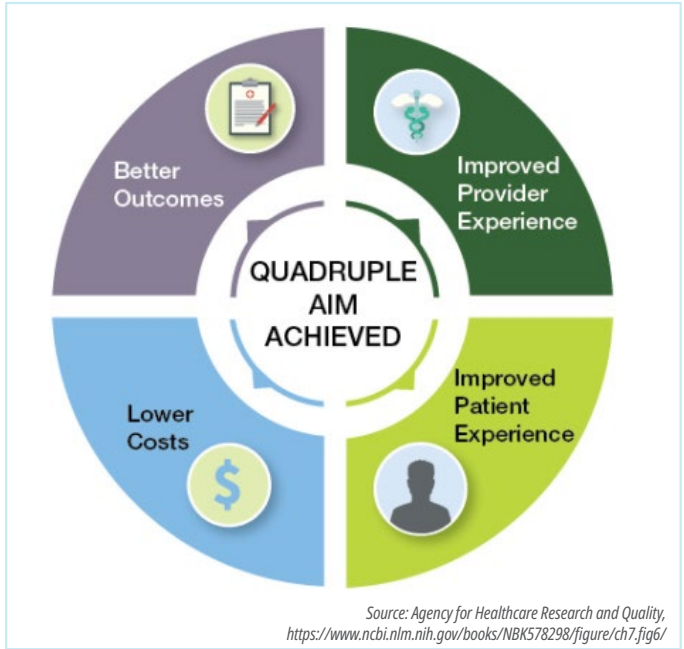 Better
Outcomes
Improved
Provider
Experience
QUADRUPLE
AIM
ACHIEVED
Lower
Costs
$
Improved
Patient
Experience
Source: Agency for Healthcare Research and Quality,
https://www.ncbi.nlm.nih.gov/books/NBK578298/figure/ch7.fig6/